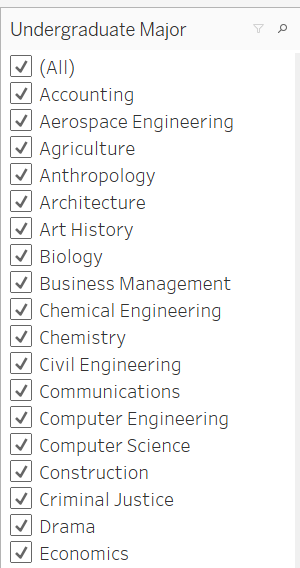 Undergraduate Major
(All)
Accounting
Aerospace Engineering
Agriculture
Anthropology
Architecture
Art History
Biology
Business Management
Chemical Engineering
Chemistry
Civil Engineering
Communications
Computer Engineering
Computer Science
Construction
Criminal Justice
Drama
Economics